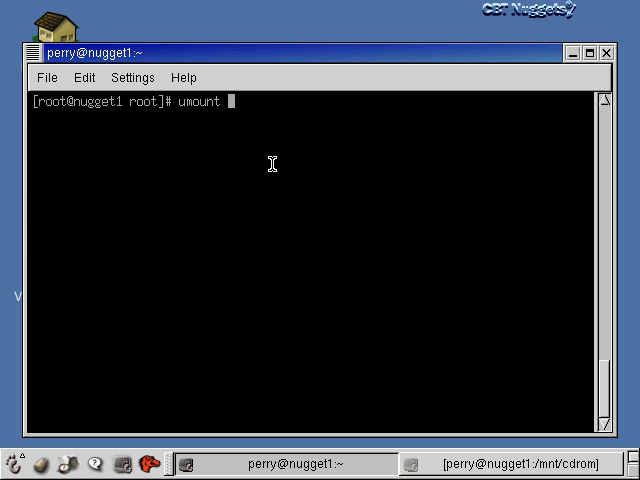 CBT Nuggets
perry@nugget1:~
File Edit Settings Help
[root@nugget1 root]# umount
V
perry@nugget1:~ [perry@nugget1:/mnt/cdrom]